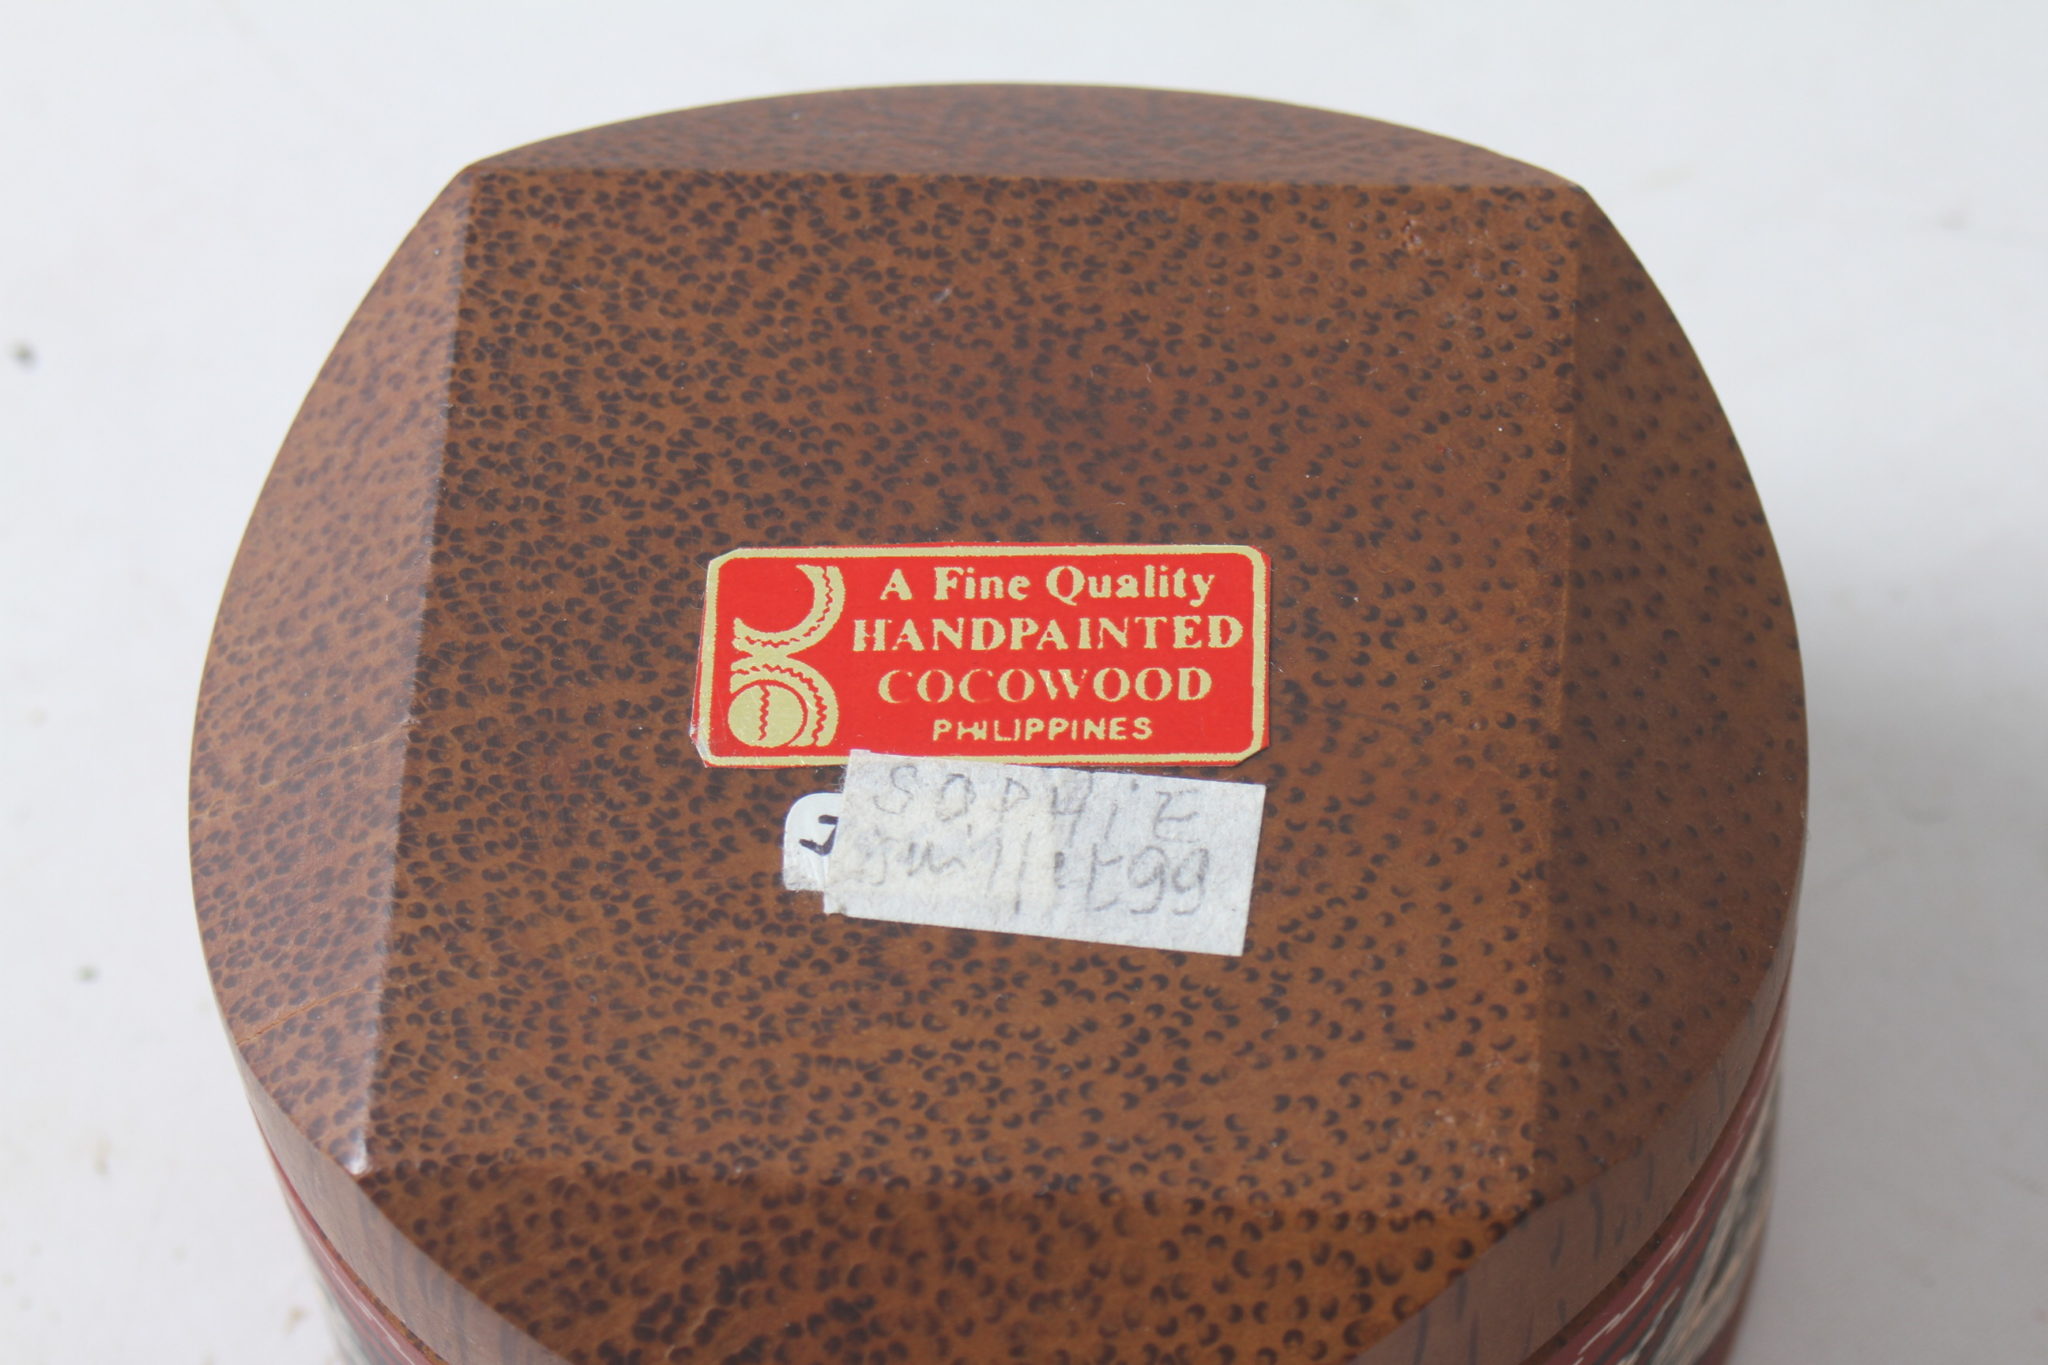 A Fine Quality
HANDPAINTED
COCOWOOD
PHILIPPINES
SOPHiE